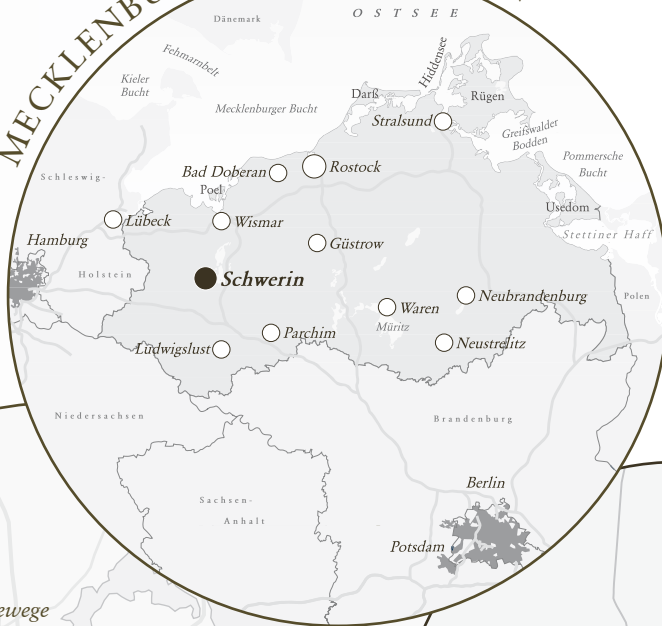 MECKLENBU
Dänemark
OSTSEE
Fehmarnbelt
Kieler
Bucht
Mecklenburger Bucht
Darß
Hiddensee
Rügen
Stralsund
Greifswalder
Bodden
Pommersche
Bucht
Bad Doberan
Rostock
Schleswig-
Poel
Usedom
Lübeck
Wismar
Stettiner Haff
Hamburg
Güstrow
Holstein
Schwerin
Neubrandenburg
Polen
Waren
Müritz
Parchim
Neustrelitz
Ludwigslust
Niedersachsen
Brandenburg
Berlin
Sachsen-
Anhalt
Potsdam
ewege